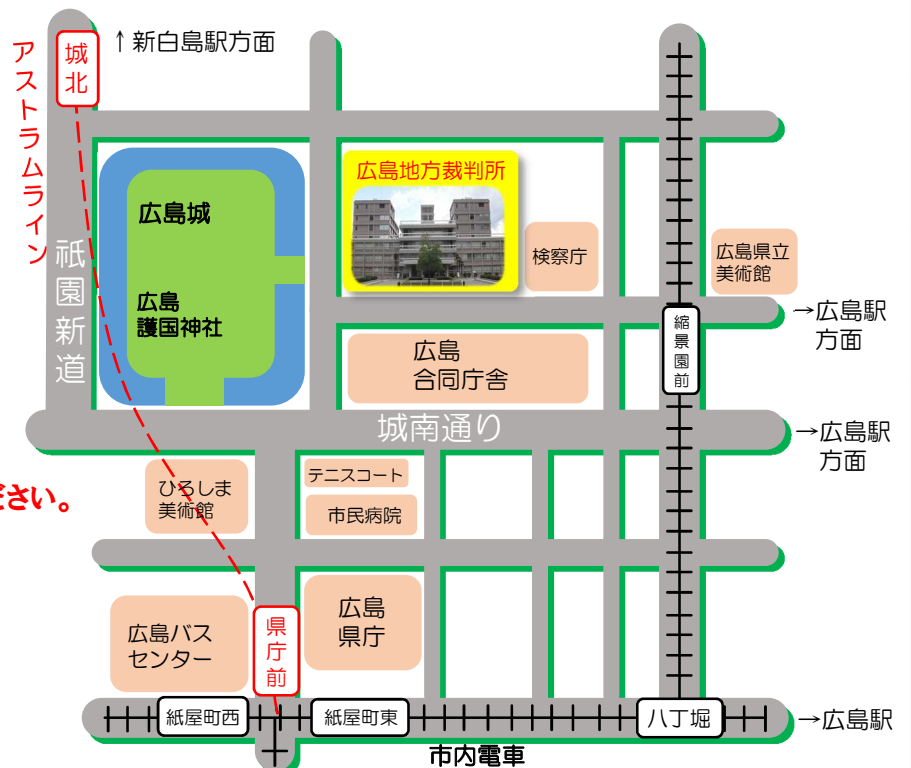 アストラムライン
城北
↑新白島駅方面
祇園新道
広島城
広島
護国神社
広島地方裁判所
検察庁
広島県立
美術館
→広島駅
方面
縮景園前
広島
合同庁舎
城南通り
→広島駅
方面
ださい。
ひろしま
美術館
テニスコート
市民病院
広島バス
センター
県庁前
広島
県庁
紙屋町西
紙屋町東
八丁堀
→広島駅
市内電車